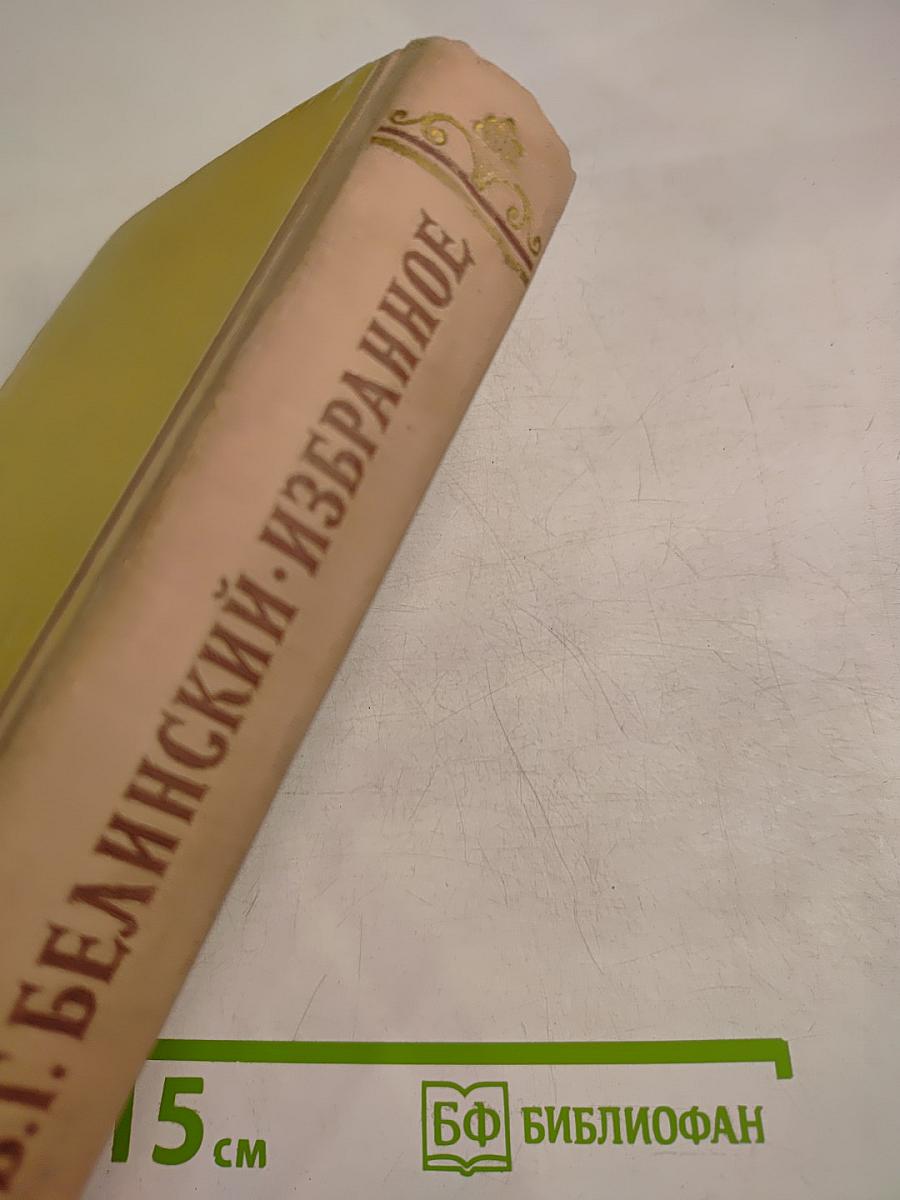 В.Г. БЕЛИНСКИЙ · ИЗБРАННОЕ
15 см
БФ БИБЛИОФАН